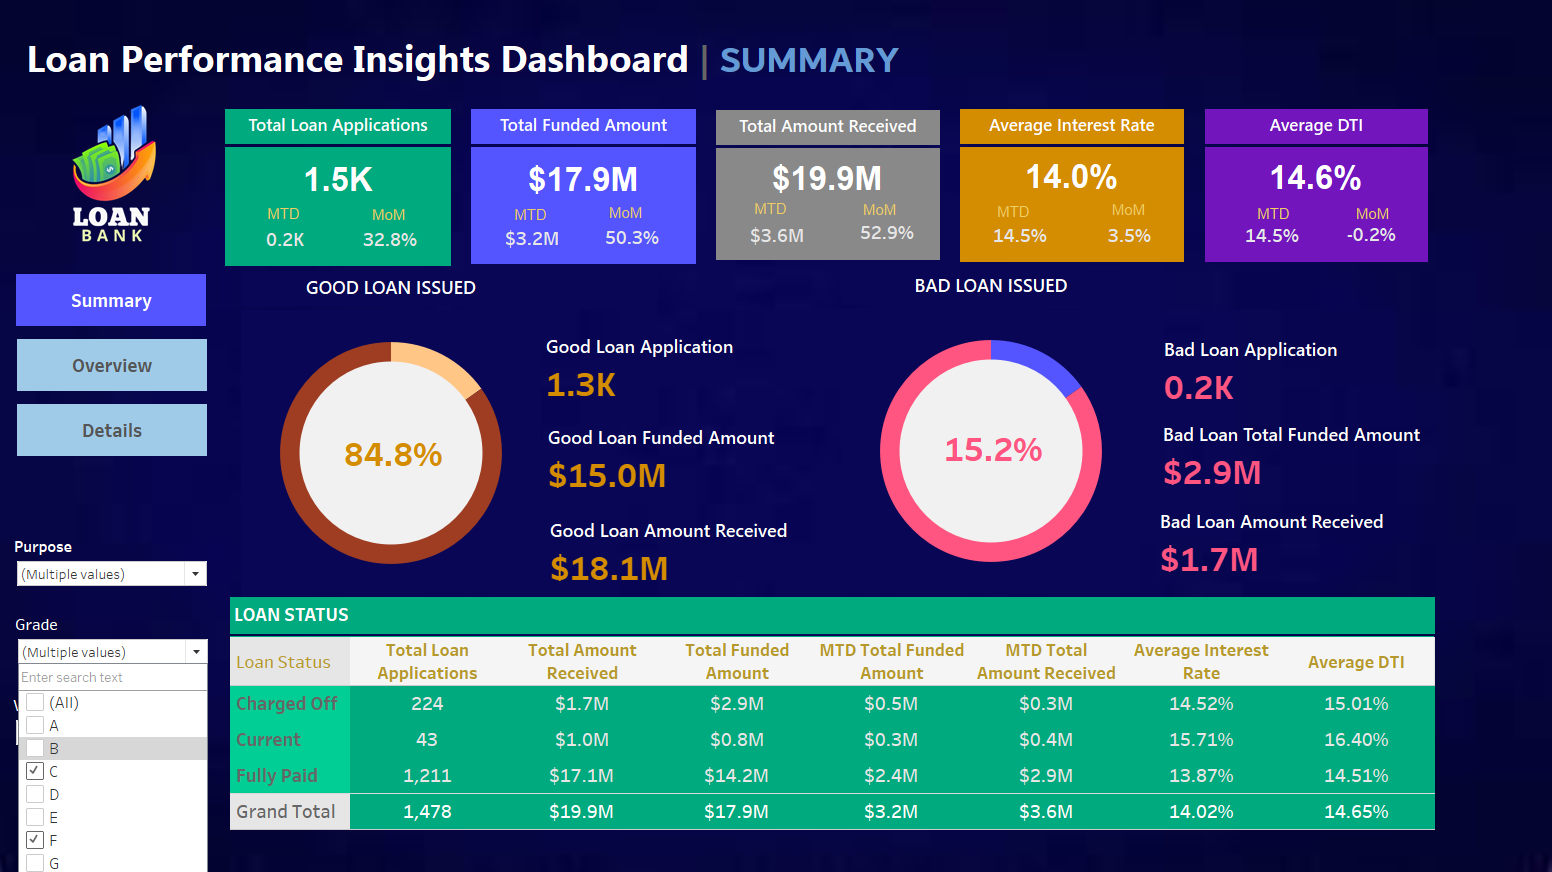 Loan Performance Insights Dashboard | SUMMARY
LOAN
BANK
Total Loan Applications
1.5K
MTD MoM
0.2K 32.8%
Total Funded Amount
$17.9M
MTD MoM
$3.2M 50.3%
Total Amount Received
$19.9M
MTD MoM
$3.6M 52.9%
Average Interest Rate
14.0%
MTD MoM
14.5% 3.5%
Average DTI
14.6%
MTD MoM
14.5% -0.2%
Summary
Overview
Details
GOOD LOAN ISSUED
84.8%
Good Loan Application
1.3K
Good Loan Funded Amount
$15.0M
Good Loan Amount Received
$18.1M
BAD LOAN ISSUED
15.2%
Bad Loan Application
0.2K
Bad Loan Total Funded Amount
$2.9M
Bad Loan Amount Received
$1.7M
Purpose
(Multiple values)
Grade
(Multiple values)
Enter search text
(All)
A
B
C
D
E
F
G
LOAN STATUS
Loan Status Total Loan Applications Total Amount Received Total Funded Amount MTD Total Funded Amount MTD Total Amount Received Average Interest Rate Average DTI
Charged Off 224 $1.7M $2.9M $0.5M $0.3M 14.52% 15.01%
Current 43 $1.0M $0.8M $0.3M $0.4M 15.71% 16.40%
Fully Paid 1,211 $17.1M $14.2M $2.4M $2.9M 13.87% 14.51%
Grand Total 1,478 $19.9M $17.9M $3.2M $3.6M 14.02% 14.65%